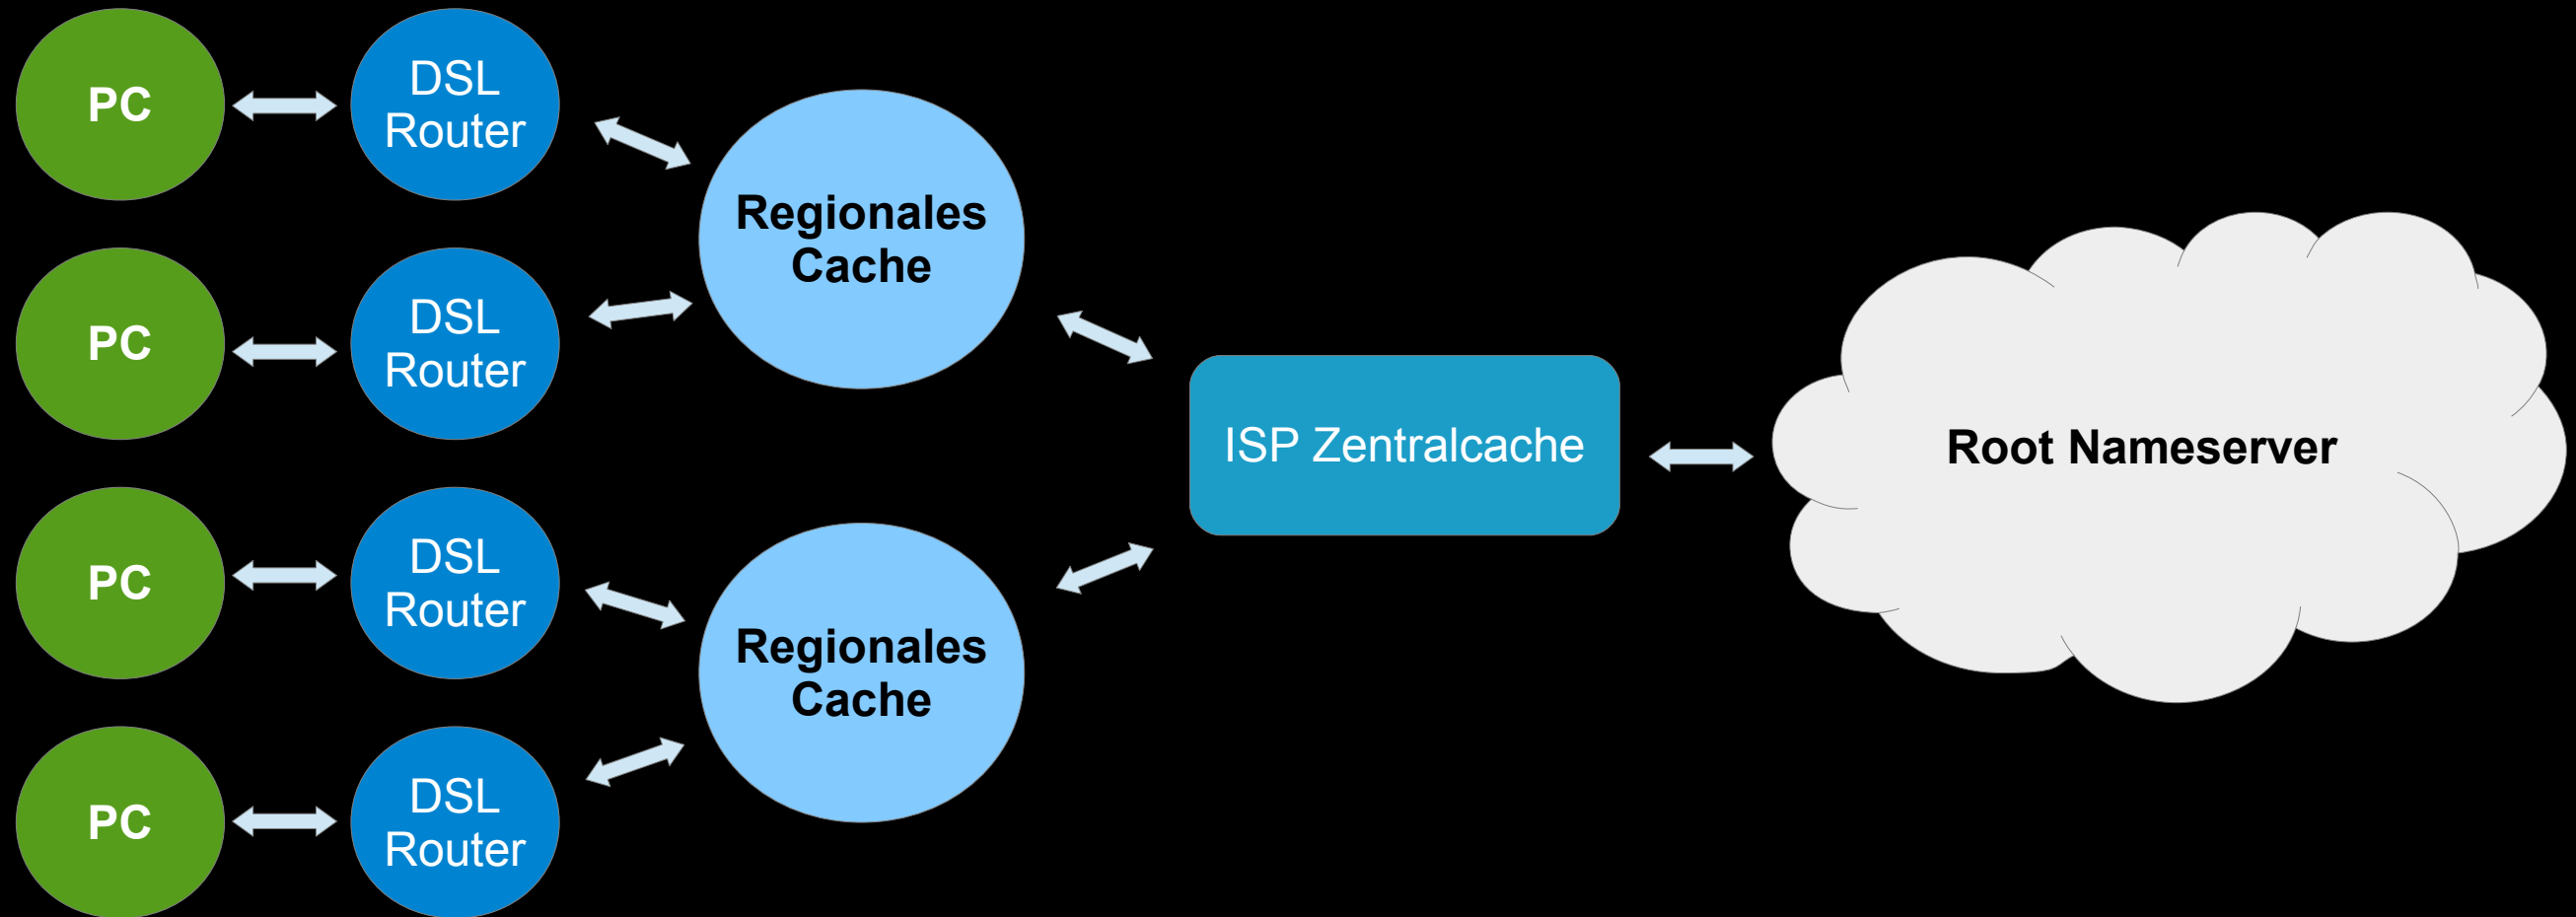 PC
DSL
Router
PC
DSL
Router
PC
DSL
Router
PC
DSL
Router
Regionales
Cache
Regionales
Cache
ISP Zentralcache
Root Nameserver